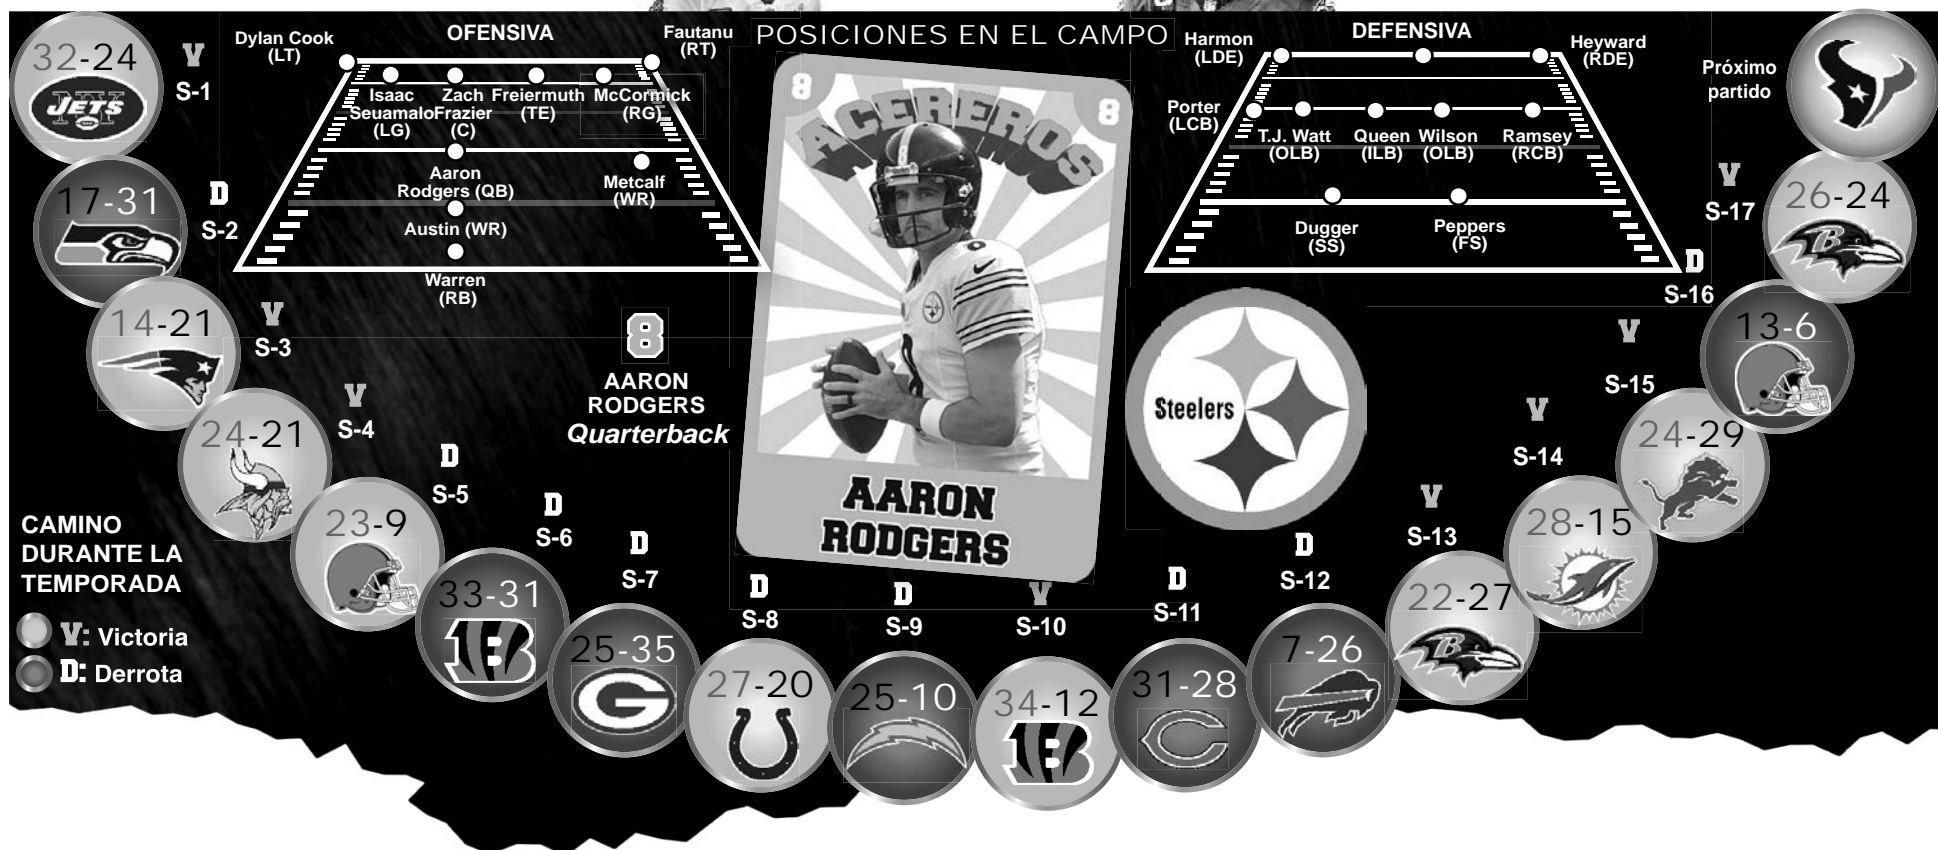 POSICIONES EN EL CAMPO
OFENSIVA
Dylan Cook
(LT)
Fautanu
(RT)
Isaac
Seuamalo
(LG)
Zach
Frazier
(C)
Freiermuth
(TE)
McCormick
(RG)
Aaron
Rodgers (QB)
Metcalf
(WR)
Austin (WR)
Warren
(RB)
8
AARON
RODGERS
Quarterback
8
8
ACEREROS
8
AARON
RODGERS
DEFENSIVA
Harmon
(LDE)
Heyward
(RDE)
Porter
(LCB)
T.J. Watt
(OLB)
Queen
(ILB)
Wilson
(OLB)
Ramsey
(RCB)
Dugger
(SS)
Peppers
(FS)
Steelers
CAMINO
DURANTE LA
TEMPORADA
V: Victoria
D: Derrota
32-24
NY
JETS
V
S-1
17-31
D
S-2
14-21
V
S-3
24-21
V
S-4
23-9
D
S-5
33-31
B
D
S-6
25-35
G
D
S-7
27-20
D
S-8
25-10
D
S-9
34-12
B
V
S-10
31-28
C
D
S-11
7-26
D
S-12
22-27
B
V
S-13
28-15
V
S-14
24-29
V
S-15
13-6
D
S-16
26-24
B
V
S-17
Próximo
partido